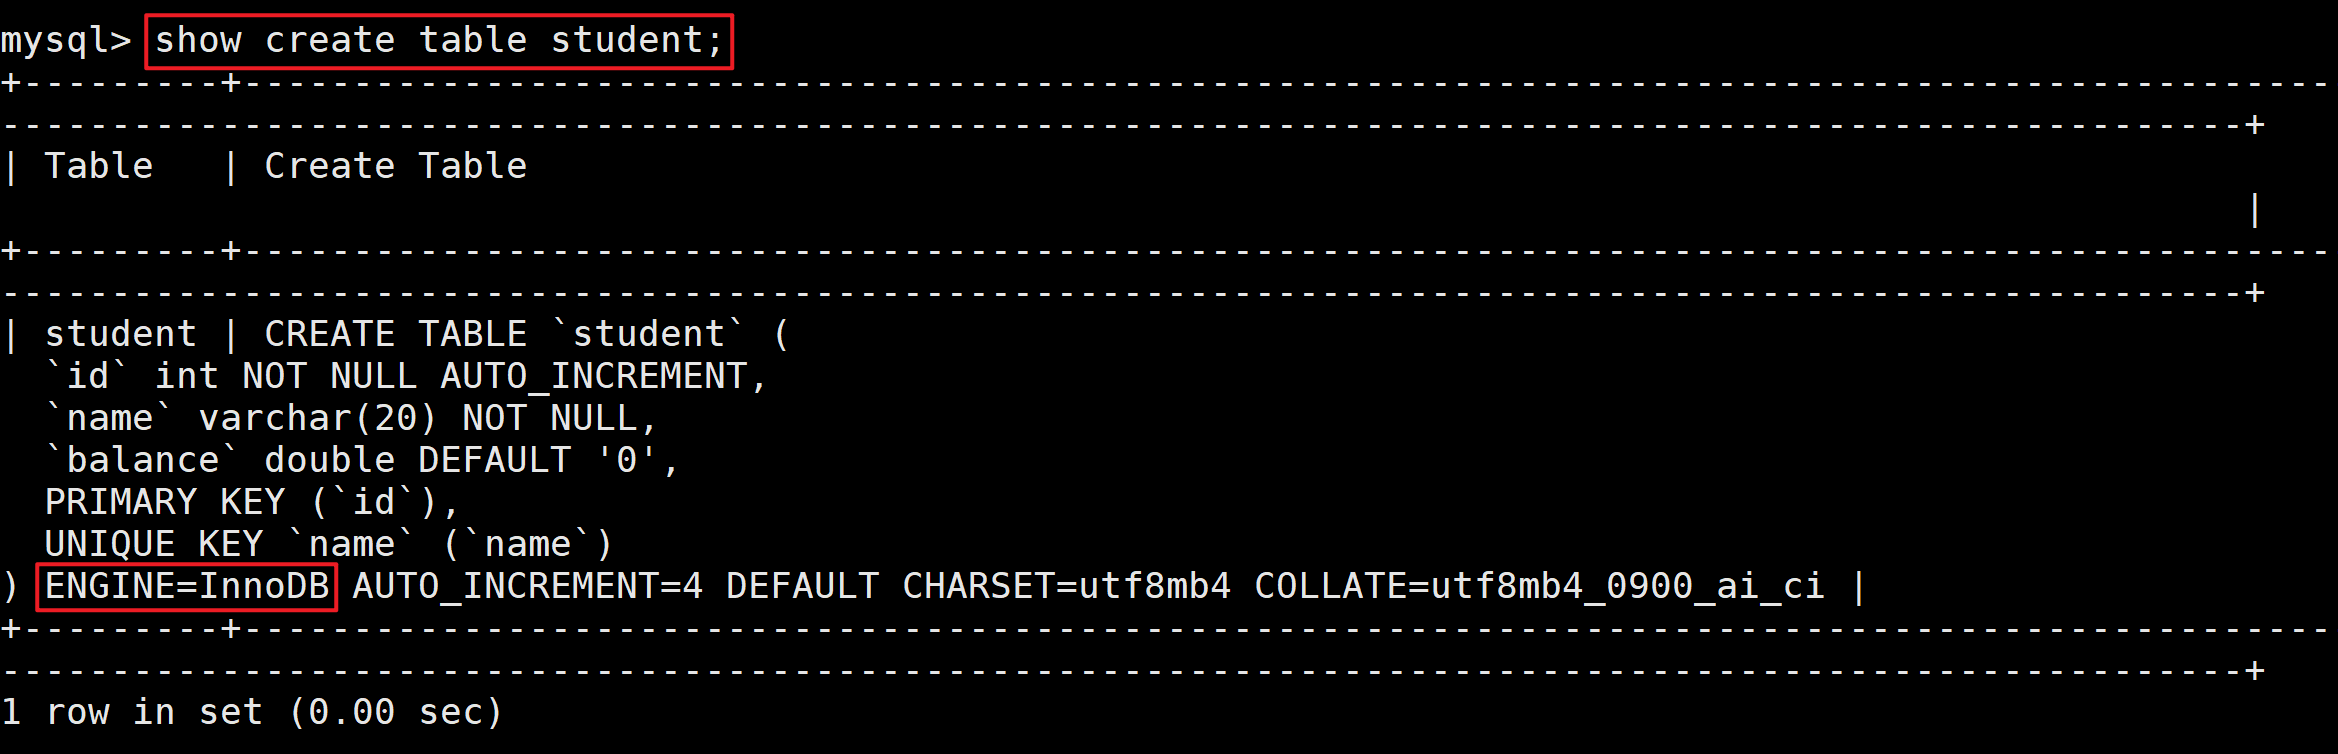 mysql> show create table student;
+---------+-----------------------------------------------------------------------------------------------
------------------------------------------------------------------------------------------------------+
| Table   | Create Table
                                                                                                      |
+---------+-----------------------------------------------------------------------------------------------
------------------------------------------------------------------------------------------------------+
| student | CREATE TABLE `student` (
  `id` int NOT NULL AUTO_INCREMENT,
  `name` varchar(20) NOT NULL,
  `balance` double DEFAULT '0',
  PRIMARY KEY (`id`),
  UNIQUE KEY `name` (`name`)
) ENGINE=InnoDB AUTO_INCREMENT=4 DEFAULT CHARSET=utf8mb4 COLLATE=utf8mb4_0900_ai_ci |
+---------+-----------------------------------------------------------------------------------------------
------------------------------------------------------------------------------------------------------+
1 row in set (0.00 sec)